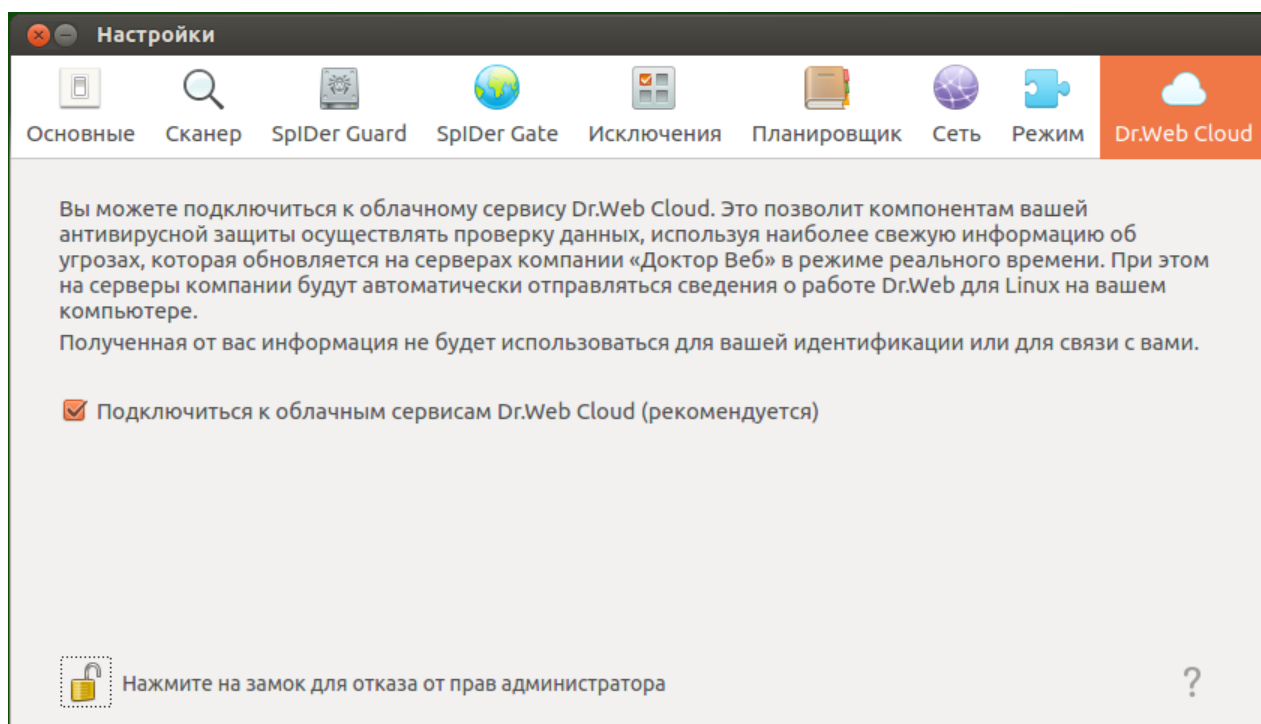 Настройки
Основные Сканер SpIDer Guard SpIDer Gate Исключения Планировщик Сеть Режим Dr.Web Cloud
Вы можете подключиться к облачному сервису Dr.Web Cloud. Это позволит компонентам вашей
антивирусной защиты осуществлять проверку данных, используя наиболее свежую информацию об
угрозах, которая обновляется на серверах компании «Доктор Веб» в режиме реального времени. При этом
на серверы компании будут автоматически отправляться сведения о работе Dr.Web для Linux на вашем
компьютере.
Полученная от вас информация не будет использоваться для вашей идентификации или для связи с вами.
Подключиться к облачным сервисам Dr.Web Cloud (рекомендуется)
Нажмите на замок для отказа от прав администратора
?